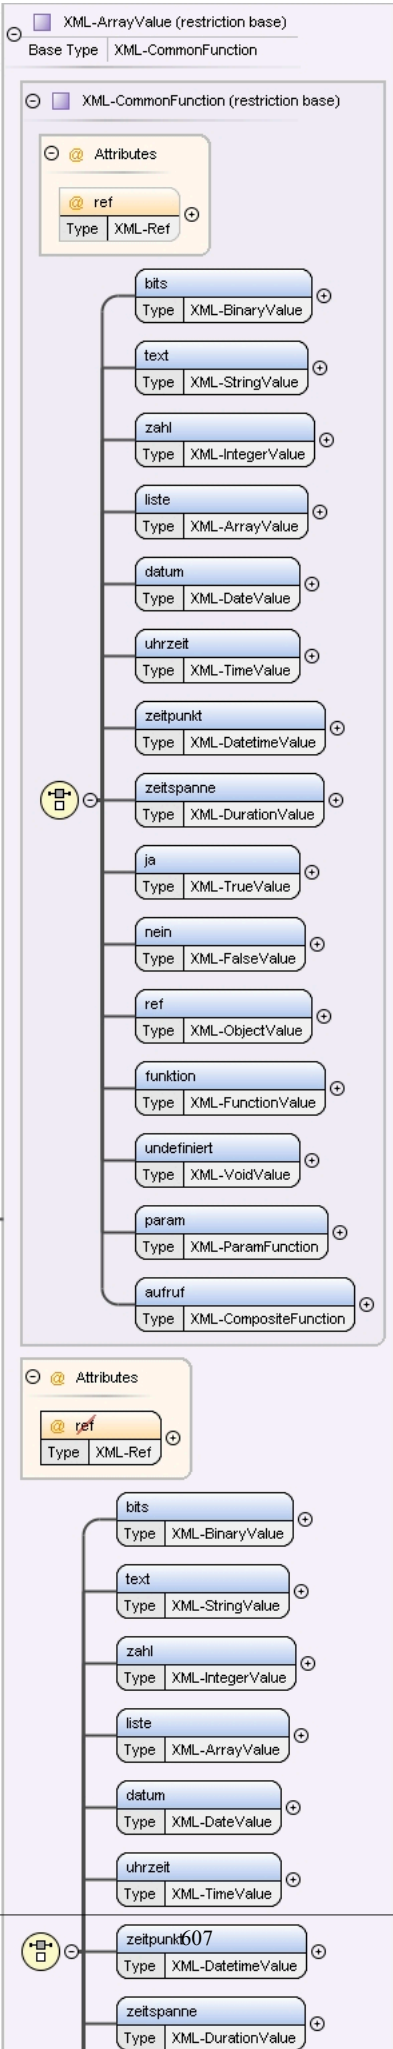 XML-ArrayValue (restriction base)
Base Type XML-CommonFunction
XML-CommonFunction (restriction base)
@ Attributes
@ ref
Type XML-Ref
bits
Type XML-BinaryValue
text
Type XML-StringValue
zahl
Type XML-IntegerValue
liste
Type XML-ArrayValue
datum
Type XML-DateValue
uhrzeit
Type XML-TimeValue
zeitpunkt
Type XML-DatetimeValue
zeitspanne
Type XML-DurationValue
ja
Type XML-TrueValue
nein
Type XML-FalseValue
ref
Type XML-ObjectValue
funktion
Type XML-FunctionValue
undefiniert
Type XML-VoidValue
param
Type XML-ParamFunction
aufruf
Type XML-CompositeFunction
@ Attributes
@ ref
Type XML-Ref
bits
Type XML-BinaryValue
text
Type XML-StringValue
zahl
Type XML-IntegerValue
liste
Type XML-ArrayValue
datum
Type XML-DateValue
uhrzeit
Type XML-TimeValue
zeitpunkt 607
Type XML-DatetimeValue
zeitspanne
Type XML-DurationValue